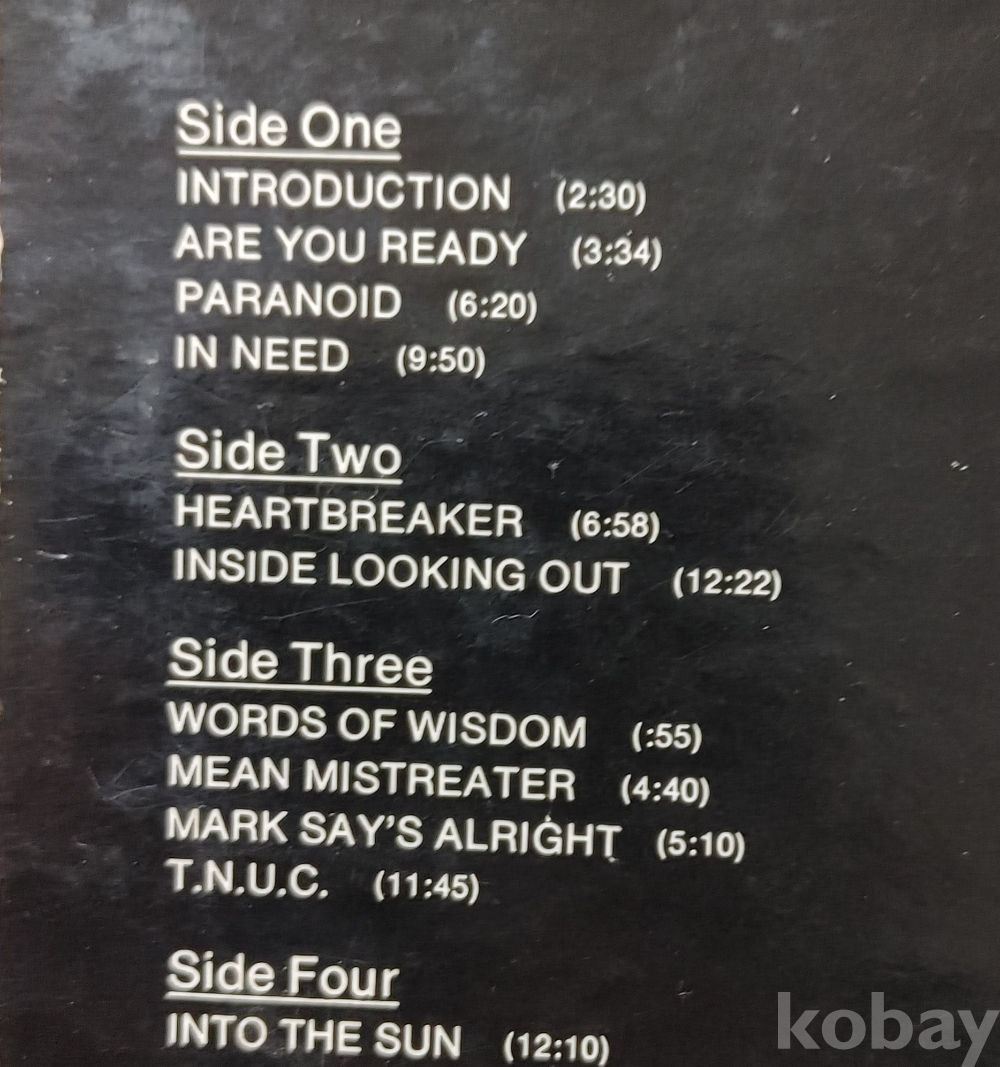 Side One
INTRODUCTION (2:30)
ARE YOU READY (3:34)
PARANOID (6:20)
IN NEED (9:50)
Side Two
HEARTBREAKER (6:58)
INSIDE LOOKING OUT (12:22)
Side Three
WORDS OF WISDOM (:55)
MEAN MISTREATER (4:40)
MARK SAY'S ALRIGHT (5:10)
T.N.U.C. (11:45)
Side Four
INTO THE SUN (12:10)
kobay